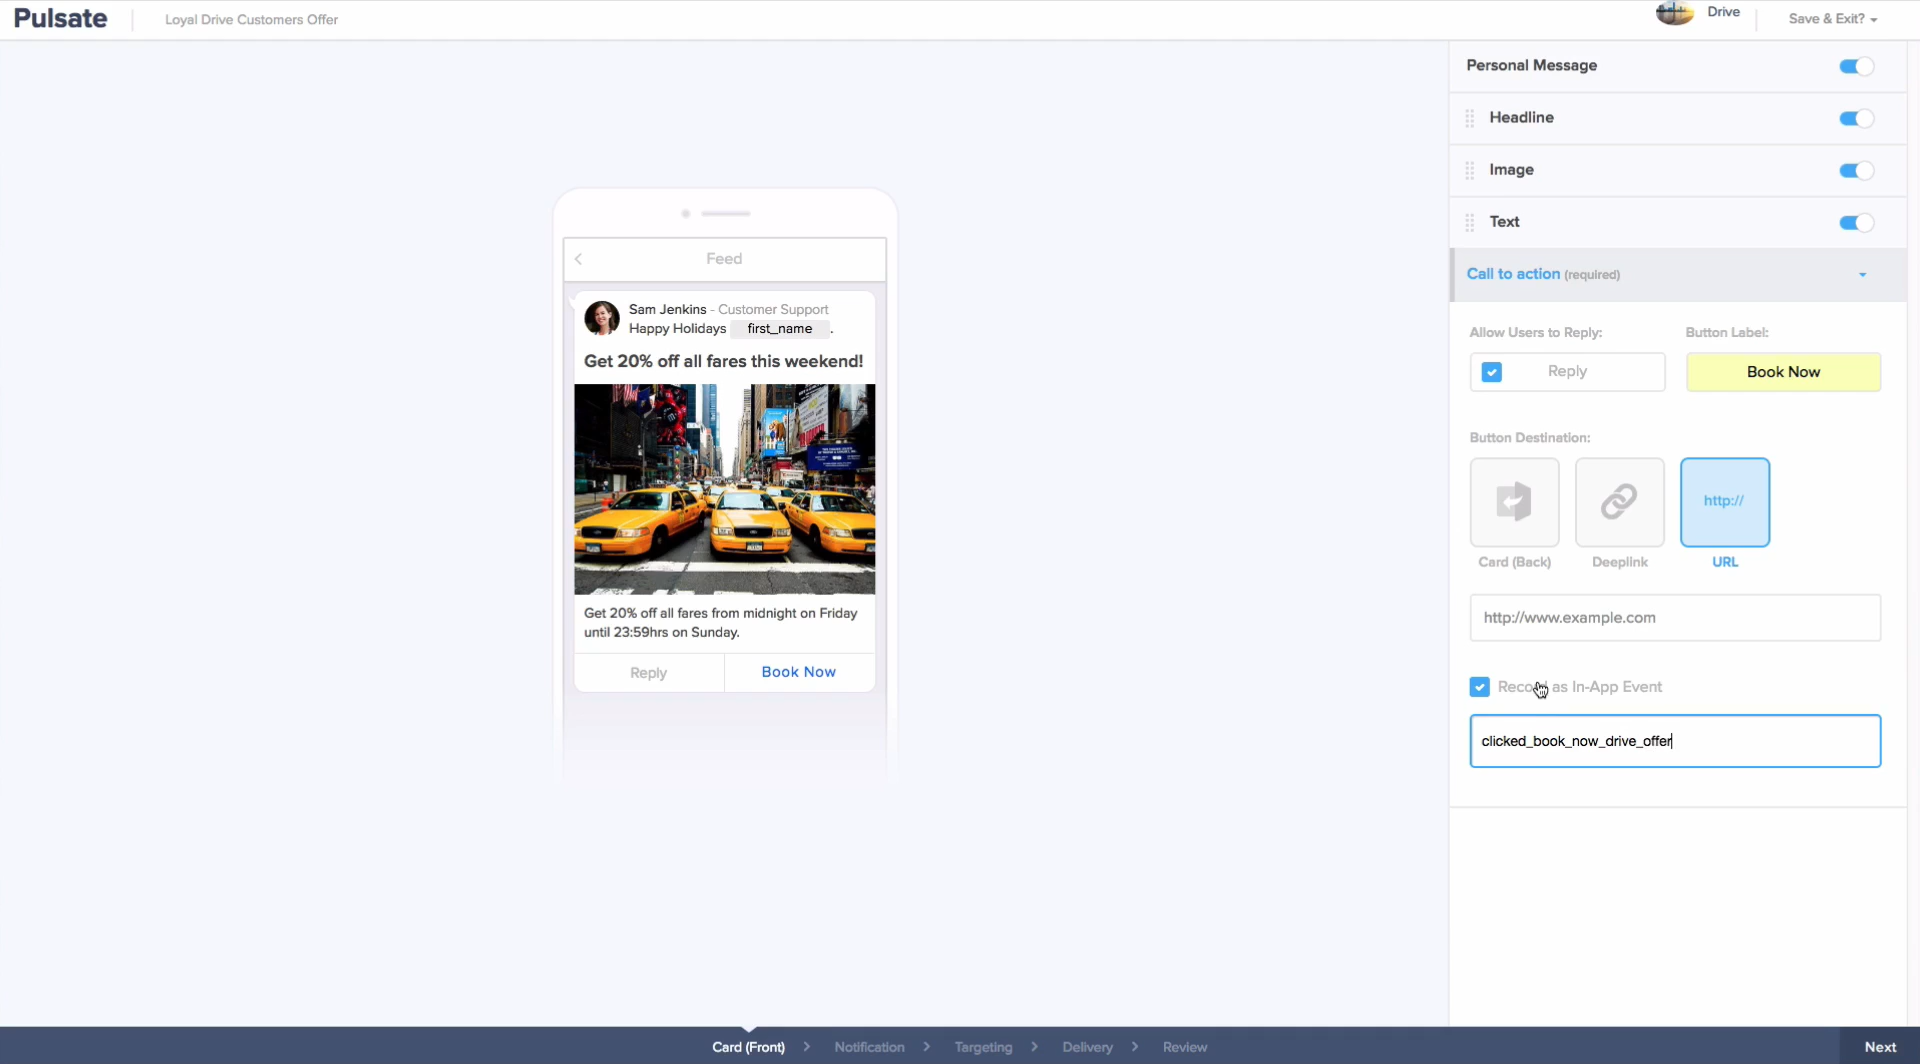 Pulsate
Loyal Drive Customers Offer
Drive
Save & Exit?
Personal Message
Headline
Image
Text
Call to action (required)
Allow Users to Reply:
Button Label:
Reply
Book Now
Button Destination:
http://
Card (Back)
Deeplink
URL
http://www.example.com
Record as In-App Event
clicked_book_now_drive_offer
Feed
Sam Jenkins - Customer Support
Happy Holidays first_name .
Get 20% off all fares this weekend!
Get 20% off all fares from midnight on Friday
until 23:59hrs on Sunday.
Reply
Book Now
Card (Front)
Notification
Targeting
Delivery
Review
Next